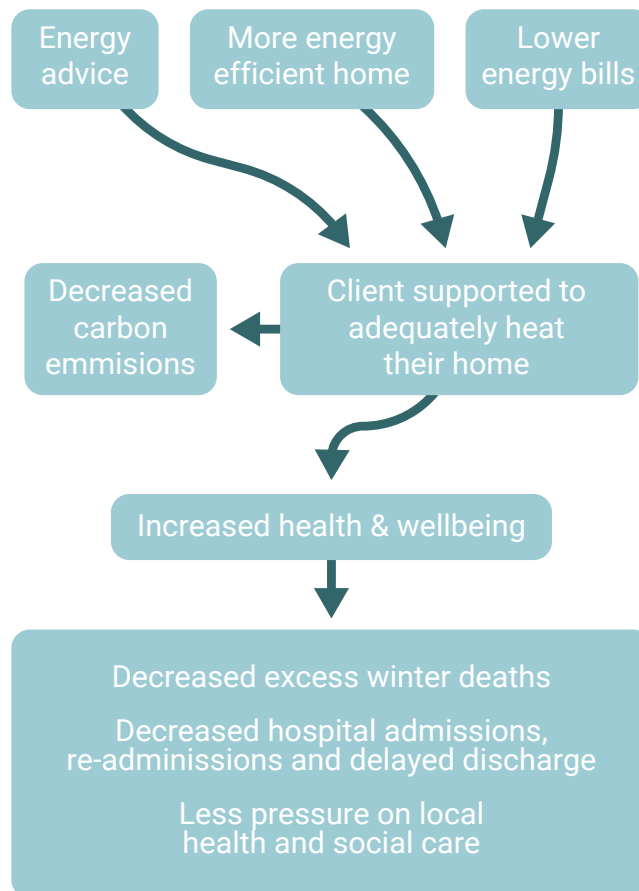 Energy
advice
More energy
efficient home
Lower
energy bills
Decreased
carbon
emmisions
Client supported to
adequately heat
their home
Increased health & wellbeing
Decreased excess winter deaths
Decreased hospital admissions,
re-adminissions and delayed discharge
Less pressure on local
health and social care